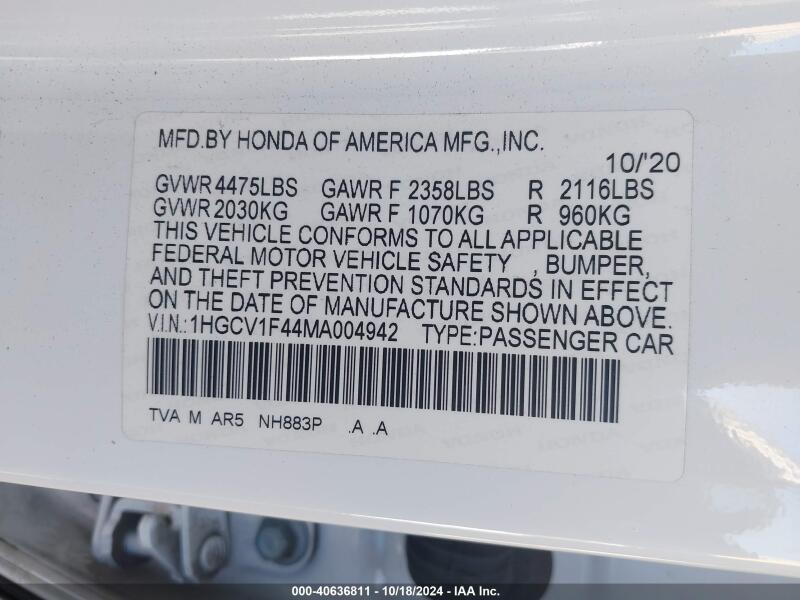 MFD.BY HONDA OF AMERICA MFG.,INC.
10/'20
GVWR 4475LBS GAWR F 2358LBS R 2116LBS
GVWR 2030KG GAWR F 1070KG R 960KG
THIS VEHICLE CONFORMS TO ALL APPLICABLE
FEDERAL MOTOR VEHICLE SAFETY , BUMPER,
AND THEFT PREVENTION STANDARDS IN EFFECT
ON THE DATE OF MANUFACTURE SHOWN ABOVE.
V.I.N.:1HGCV1F44MA004942 TYPE:PASSENGER CAR
TVA M AR5 NH883P .A .A
000-40636811 - 10/18/2024 - IAA Inc.